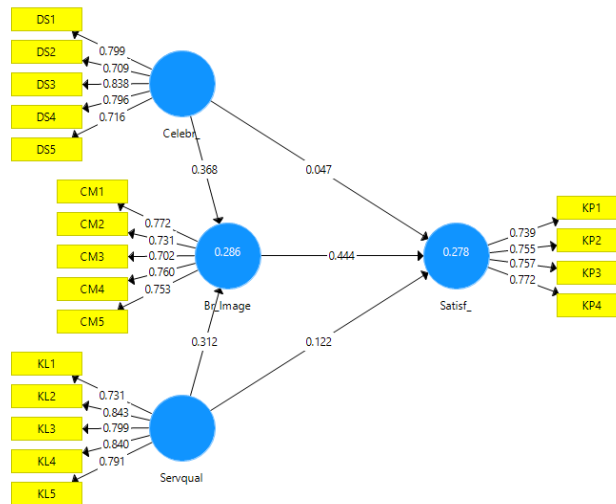 DS1
DS2
DS3
DS4
DS5
0.799
0.709
0.838
0.796
0.716
Celebr_
0.368
0.047
CM1
CM2
CM3
CM4
CM5
0.772
0.731
0.702
0.760
0.753
0.286
Br_Image
0.444
0.278
Satisf_
0.739
0.755
0.757
0.772
KP1
KP2
KP3
KP4
0.312
0.122
KL1
KL2
KL3
KL4
KL5
0.731
0.843
0.799
0.840
0.791
Servqual